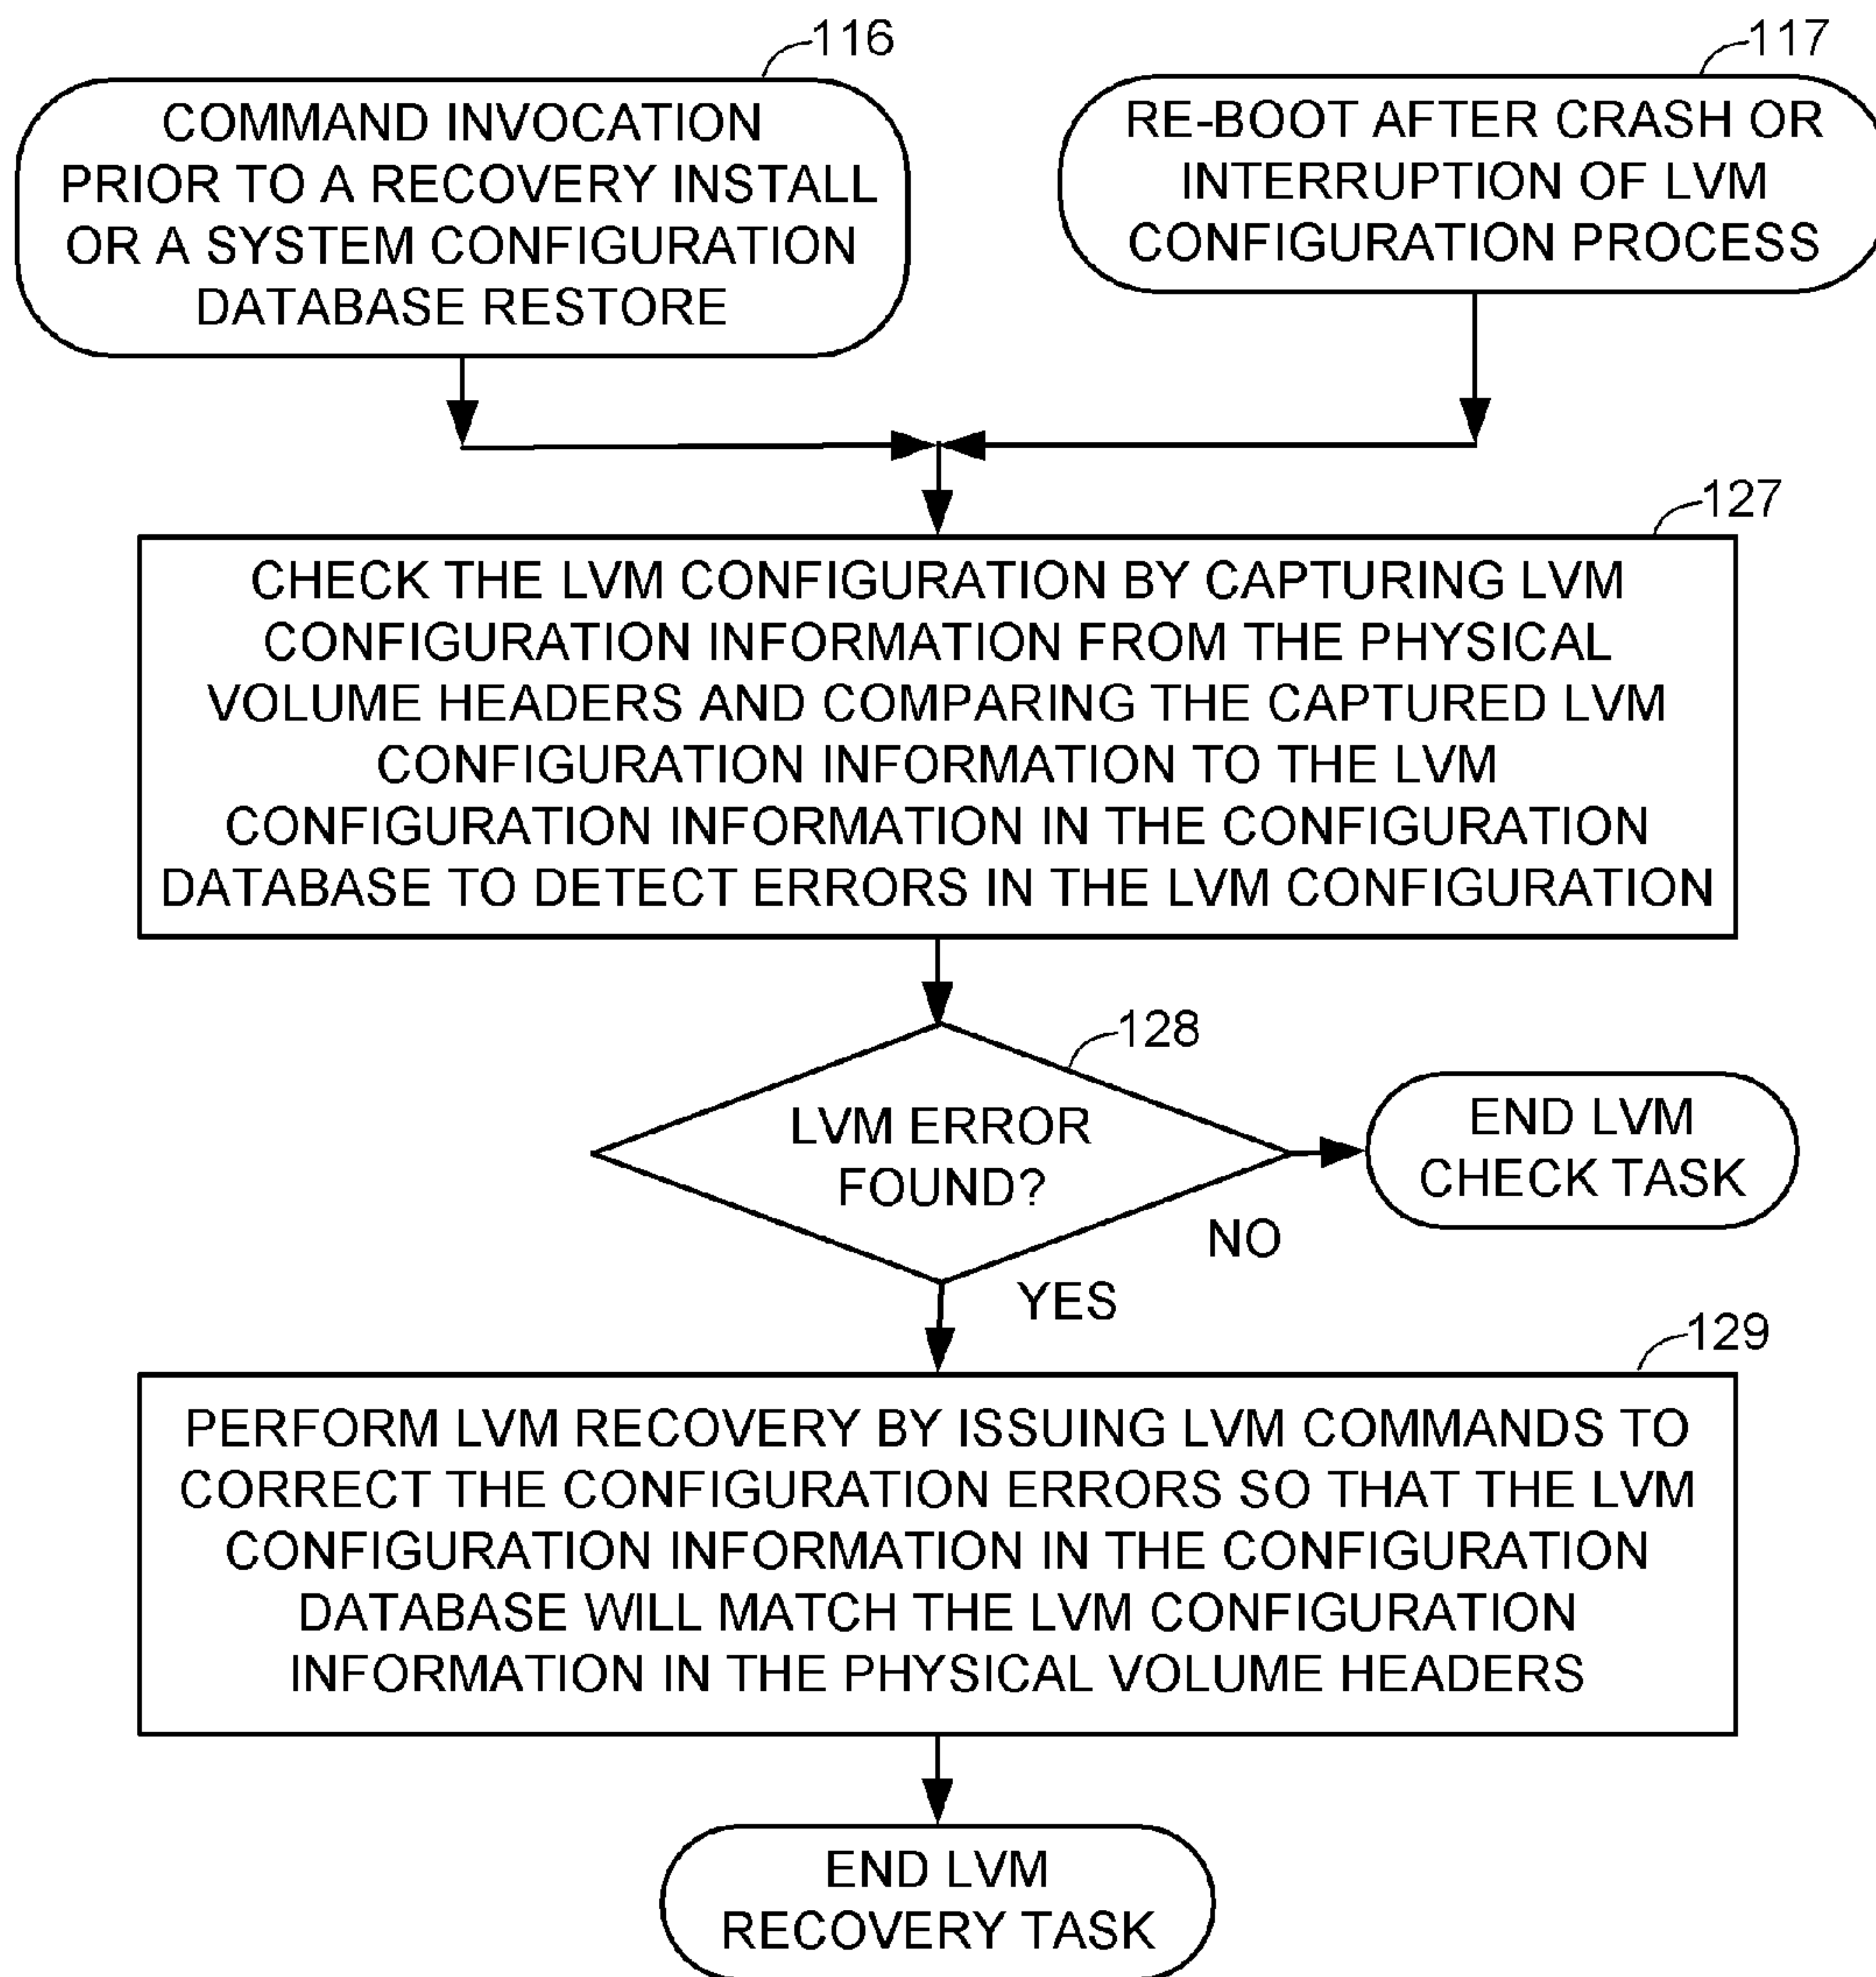 116
COMMAND INVOCATION
PRIOR TO A RECOVERY INSTALL
OR A SYSTEM CONFIGURATION
DATABASE RESTORE
117
RE-BOOT AFTER CRASH OR
INTERRUPTION OF LVM
CONFIGURATION PROCESS
127
CHECK THE LVM CONFIGURATION BY CAPTURING LVM
CONFIGURATION INFORMATION FROM THE PHYSICAL
VOLUME HEADERS AND COMPARING THE CAPTURED LVM
CONFIGURATION INFORMATION TO THE LVM
CONFIGURATION INFORMATION IN THE CONFIGURATION
DATABASE TO DETECT ERRORS IN THE LVM CONFIGURATION
128
LVM ERROR
FOUND?
END LVM
CHECK TASK
NO
YES
129
PERFORM LVM RECOVERY BY ISSUING LVM COMMANDS TO
CORRECT THE CONFIGURATION ERRORS SO THAT THE LVM
CONFIGURATION INFORMATION IN THE CONFIGURATION
DATABASE WILL MATCH THE LVM CONFIGURATION
INFORMATION IN THE PHYSICAL VOLUME HEADERS
END LVM
RECOVERY TASK